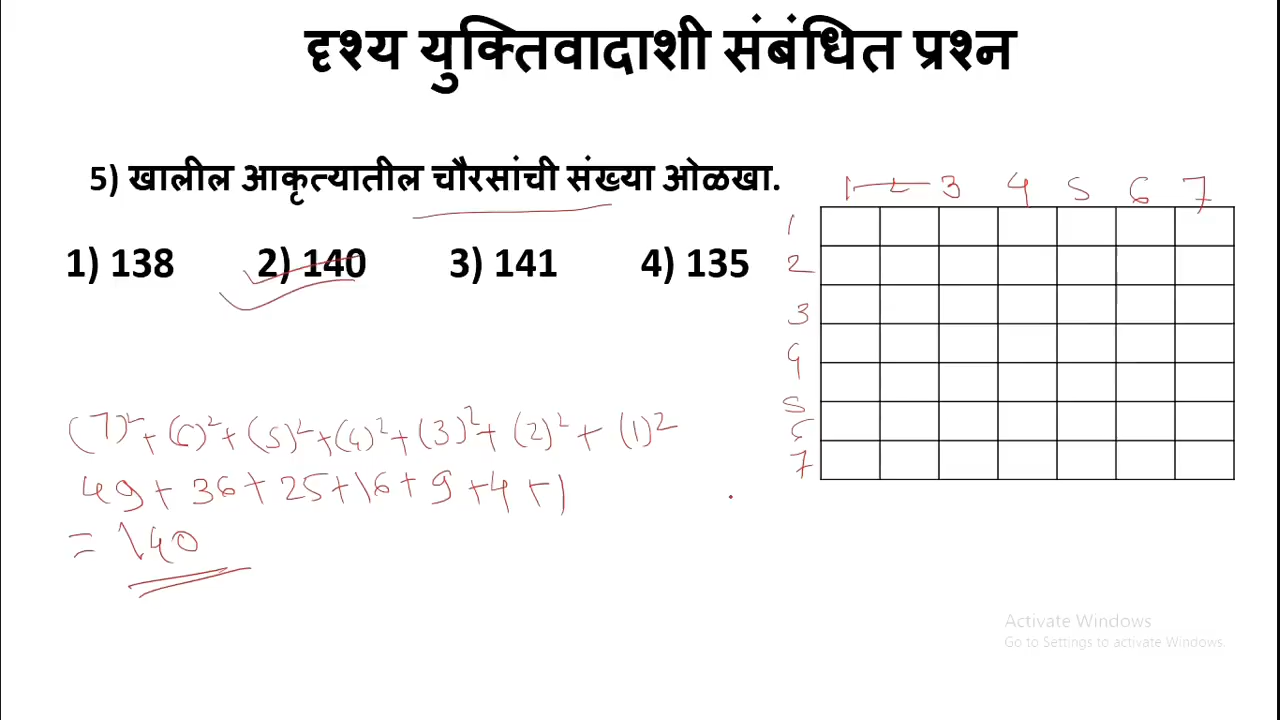 दृश्य युक्तिवादाशी संबंधित प्रश्न
5) खालील आकृत्यातील चौरसांची संख्या ओळखा.
1) 138 2) 140 3) 141 4) 135
1 2 3 4 5 6 7
1
2
3
4
5
6
7
(7)²+(6)²+(5)²+(4)²+(3)²+(2)²+(1)²
49+36+25+16+9+4+1
= 140
Activate Windows
Go to Settings to activate Windows.